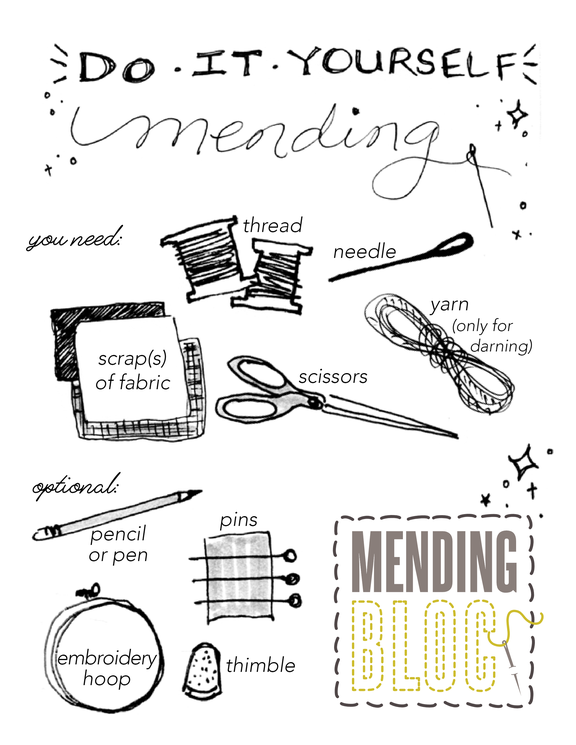 DO·IT·YOURSELF
mending
you need:
thread
needle
yarn
(only for
darning)
scrap(s)
of fabric
scissors
optional:
pencil
or pen
pins
embroidery
hoop
thimble
MENDING
BLOC